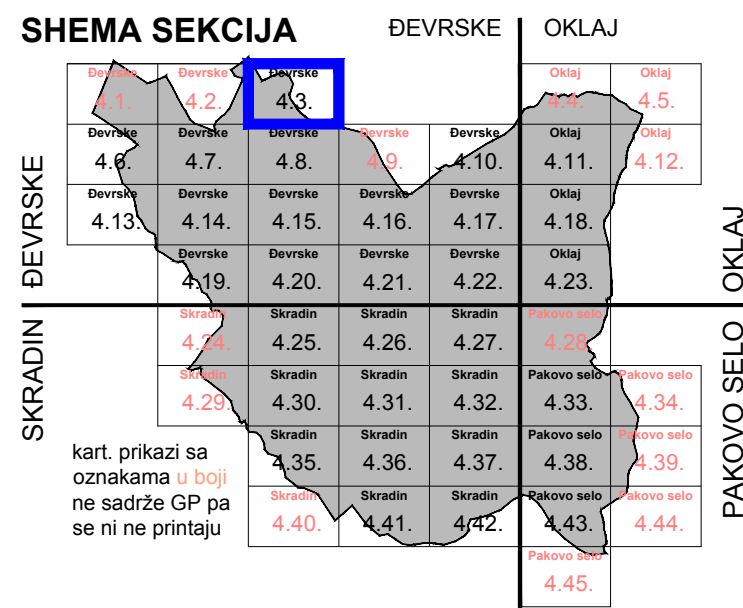 SHEMA SEKCIJA
ĐEVRSKE
OKLAJ
Đevrske Đevrske Đevrske Oklaj Oklaj
4.1. 4.2. 4.3. 4.4. 4.5.
Đevrske Đevrske Đevrske Đevrske Đevrske Oklaj Oklaj
4.6. 4.7. 4.8. 4.9. 4.10. 4.11. 4.12.
Đevrske Đevrske Đevrske Đevrske Đevrske Oklaj
4.13. 4.14. 4.15. 4.16. 4.17. 4.18.
Đevrske Đevrske Đevrske Đevrske Oklaj
4.19. 4.20. 4.21. 4.22. 4.23.
ĐEVRSKE
OKLAJ
Skradin Skradin Skradin Skradin Pakovo selo
4.24. 4.25. 4.26. 4.27. 4.28.
Skradin Skradin Skradin Skradin Pakovo selo Pakovo selo
4.29. 4.30. 4.31. 4.32. 4.33. 4.34.
Skradin Skradin Skradin Pakovo selo Pakovo selo
4.35. 4.36. 4.37. 4.38. 4.39.
Skradin Skradin Skradin Pakovo selo Pakovo selo
4.40. 4.41. 4.42. 4.43. 4.44.
Pakovo selo
4.45.
SKRADIN
PAKOVO SELO
kart. prikazi sa
oznakama u boji
ne sadrže GP pa
se ni ne printaju